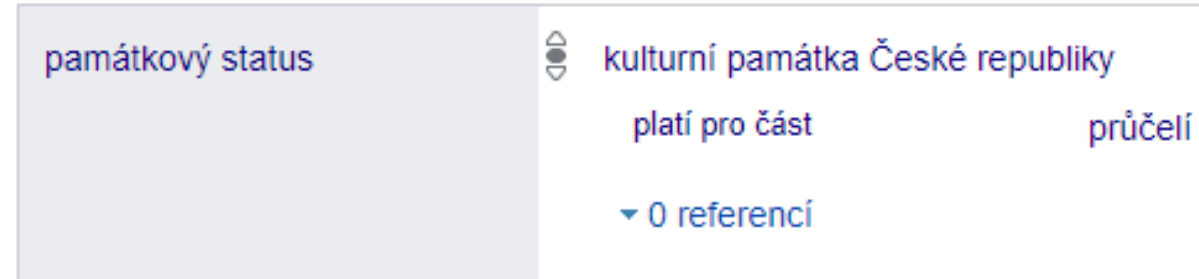 památkový status
kulturní památka České republiky
platí pro část průčelí
0 referencí